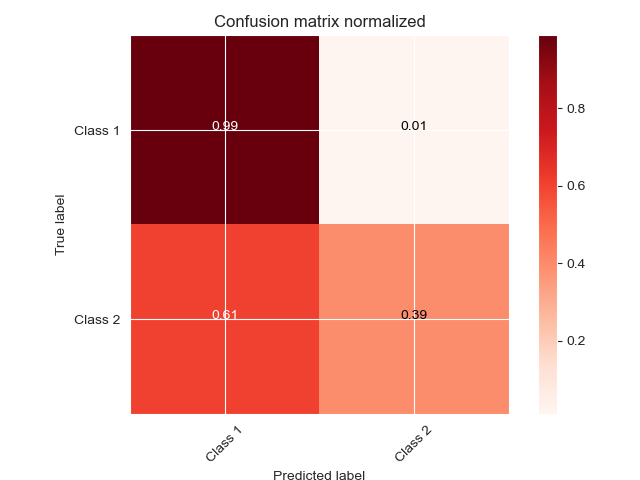 Confusion matrix normalized
Class 1
0.99
0.01
0.8
0.6
True label
Class 2
0.61
0.39
0.4
0.2
Class 1
Class 2
Predicted label